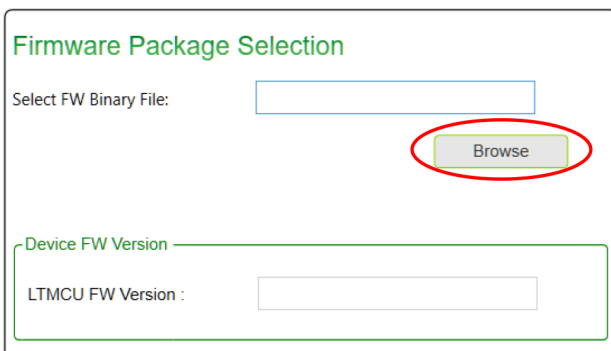 Firmware Package Selection
Select FW Binary File:
Browse
Device FW Version
LTMCU FW Version :